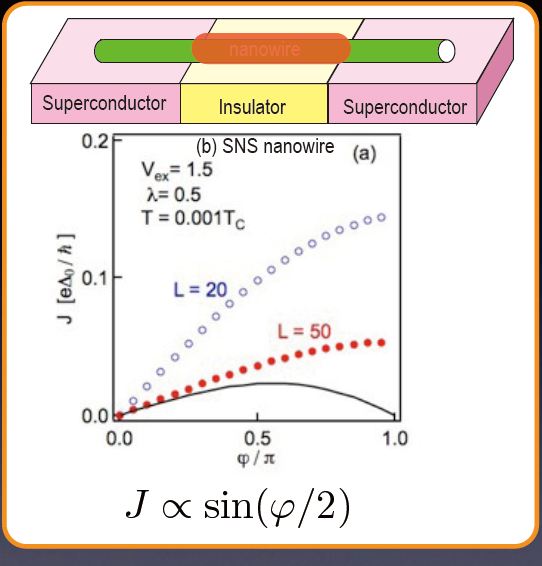 nanowire
Superconductor Insulator Superconductor
(b) SNS nanowire (a)
V_ex = 1.5
λ= 0.5
T = 0.001T_C
J [eΔ₀/ħ]
0.2
0.1
0.0
L = 20
L = 50
0.0 0.5 1.0
φ/π
J ∝ sin(φ/2)